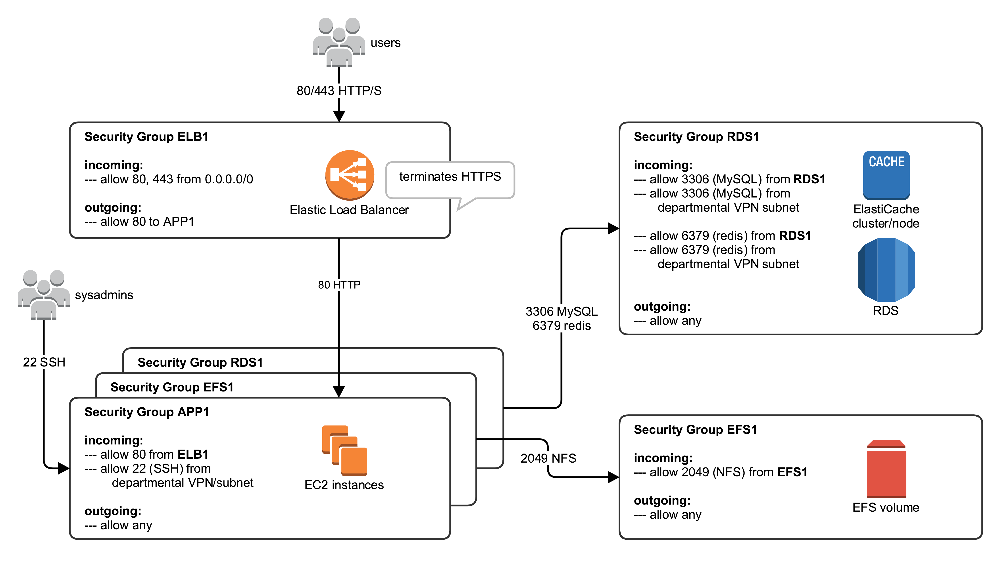 users
80/443 HTTP/S
Security Group ELB1
incoming:
--- allow 80, 443 from 0.0.0.0/0
outgoing:
--- allow 80 to APP1
Elastic Load Balancer
terminates HTTPS
80 HTTP
sysadmins
22 SSH
Security Group RDS1
Security Group EFS1
Security Group APP1
incoming:
--- allow 80 from ELB1
--- allow 22 (SSH) from
departmental VPN/subnet
outgoing:
--- allow any
EC2 instances
3306 MySQL
6379 redis
2049 NFS
Security Group RDS1
incoming:
--- allow 3306 (MySQL) from RDS1
--- allow 3306 (MySQL) from
departmental VPN subnet
--- allow 6379 (redis) from RDS1
--- allow 6379 (redis) from
departmental VPN subnet
outgoing:
--- allow any
CACHE
ElastiCache
cluster/node
RDS
Security Group EFS1
incoming:
--- allow 2049 (NFS) from EFS1
outgoing:
--- allow any
EFS volume